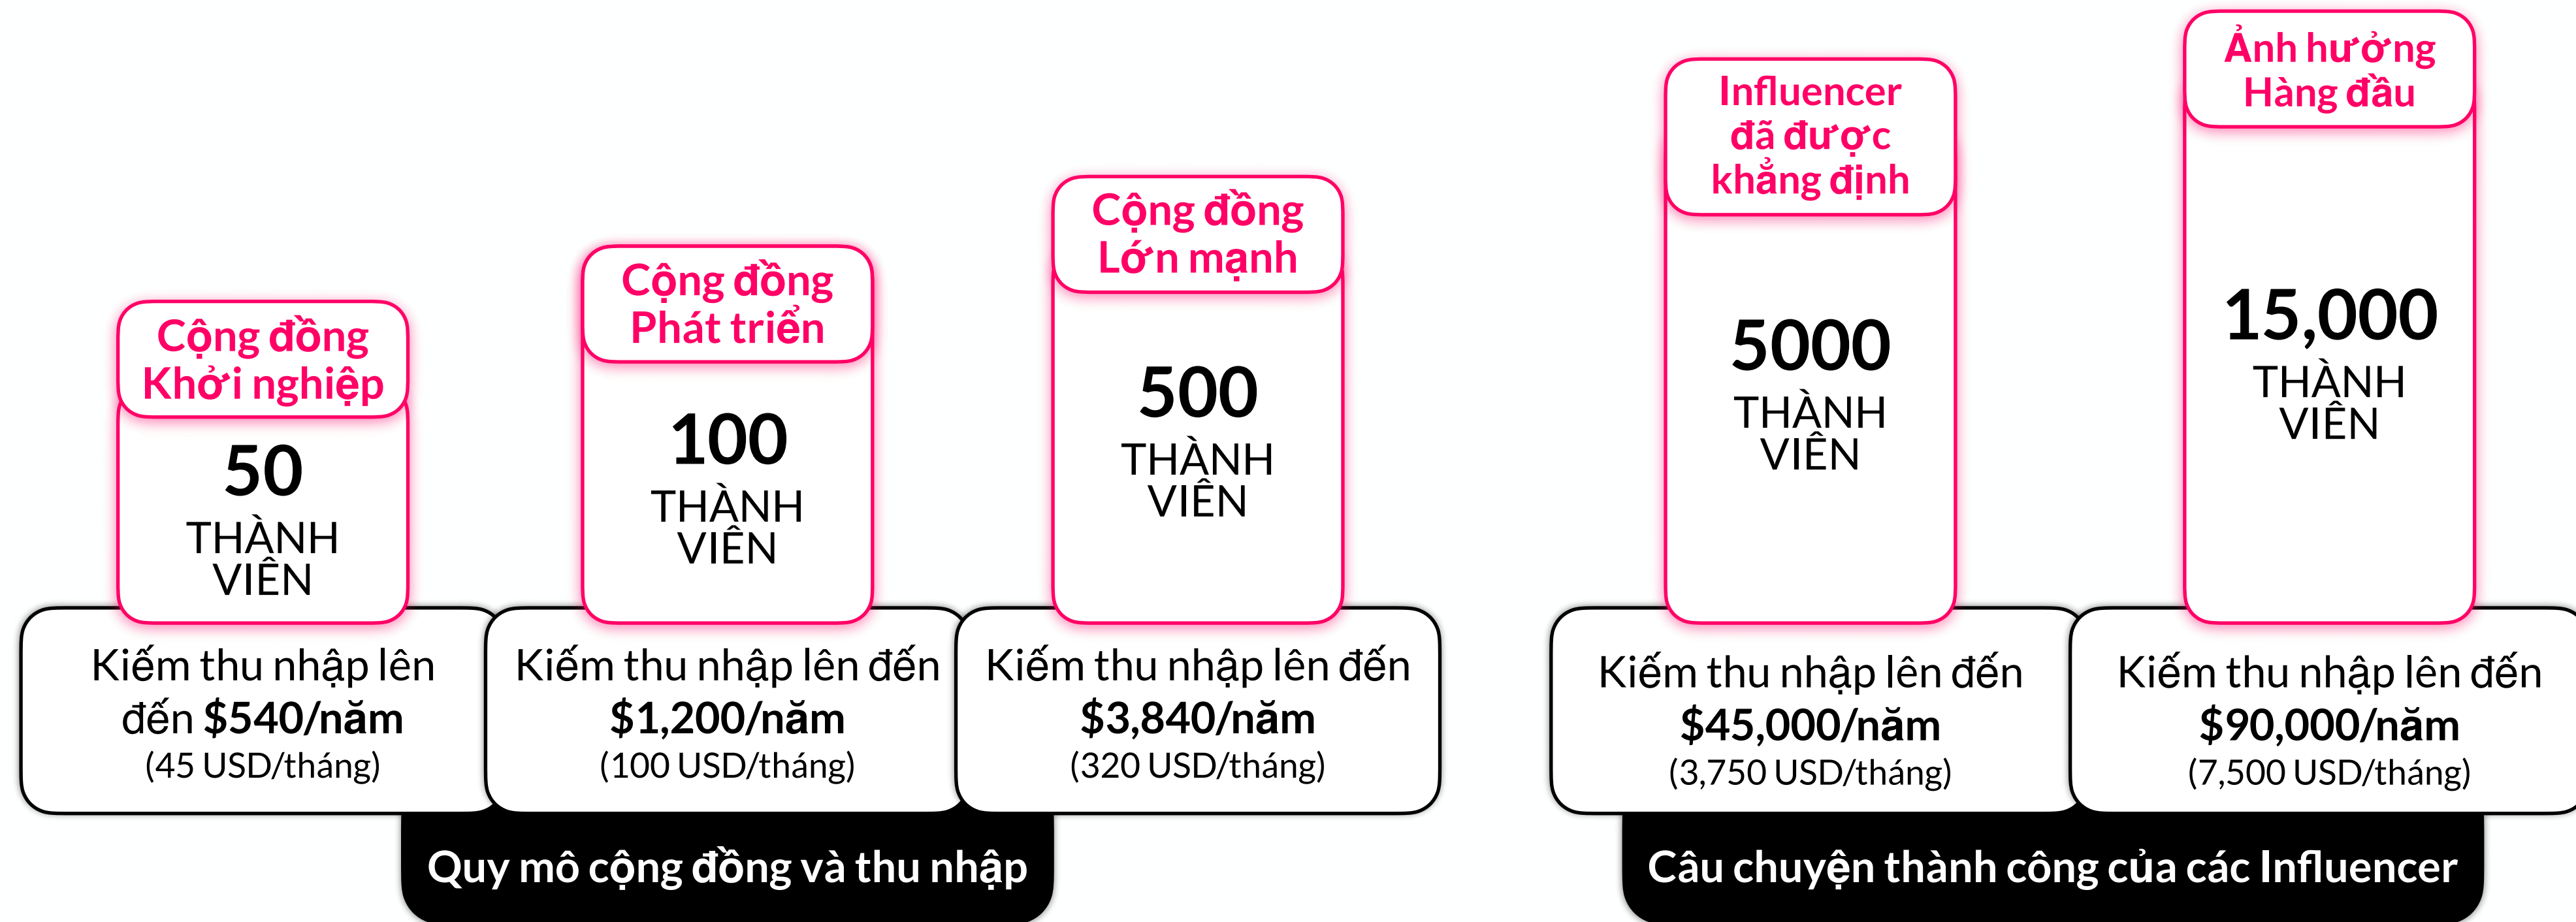 Cộng đồng
Khởi nghiệp
50
THÀNH
VIÊN
Kiếm thu nhập lên
đến $540/năm
(45 USD/tháng)
Cộng đồng
Phát triển
100
THÀNH
VIÊN
Kiếm thu nhập lên đến
$1,200/năm
(100 USD/tháng)
Cộng đồng
Lớn mạnh
500
THÀNH
VIÊN
Kiếm thu nhập lên đến
$3,840/năm
(320 USD/tháng)
Quy mô cộng đồng và thu nhập
Influencer
đã được
khẳng định
5000
THÀNH
VIÊN
Kiếm thu nhập lên đến
$45,000/năm
(3,750 USD/tháng)
Ảnh hưởng
Hàng đầu
15,000
THÀNH
VIÊN
Kiếm thu nhập lên đến
$90,000/năm
(7,500 USD/tháng)
Câu chuyện thành công của các Influencer